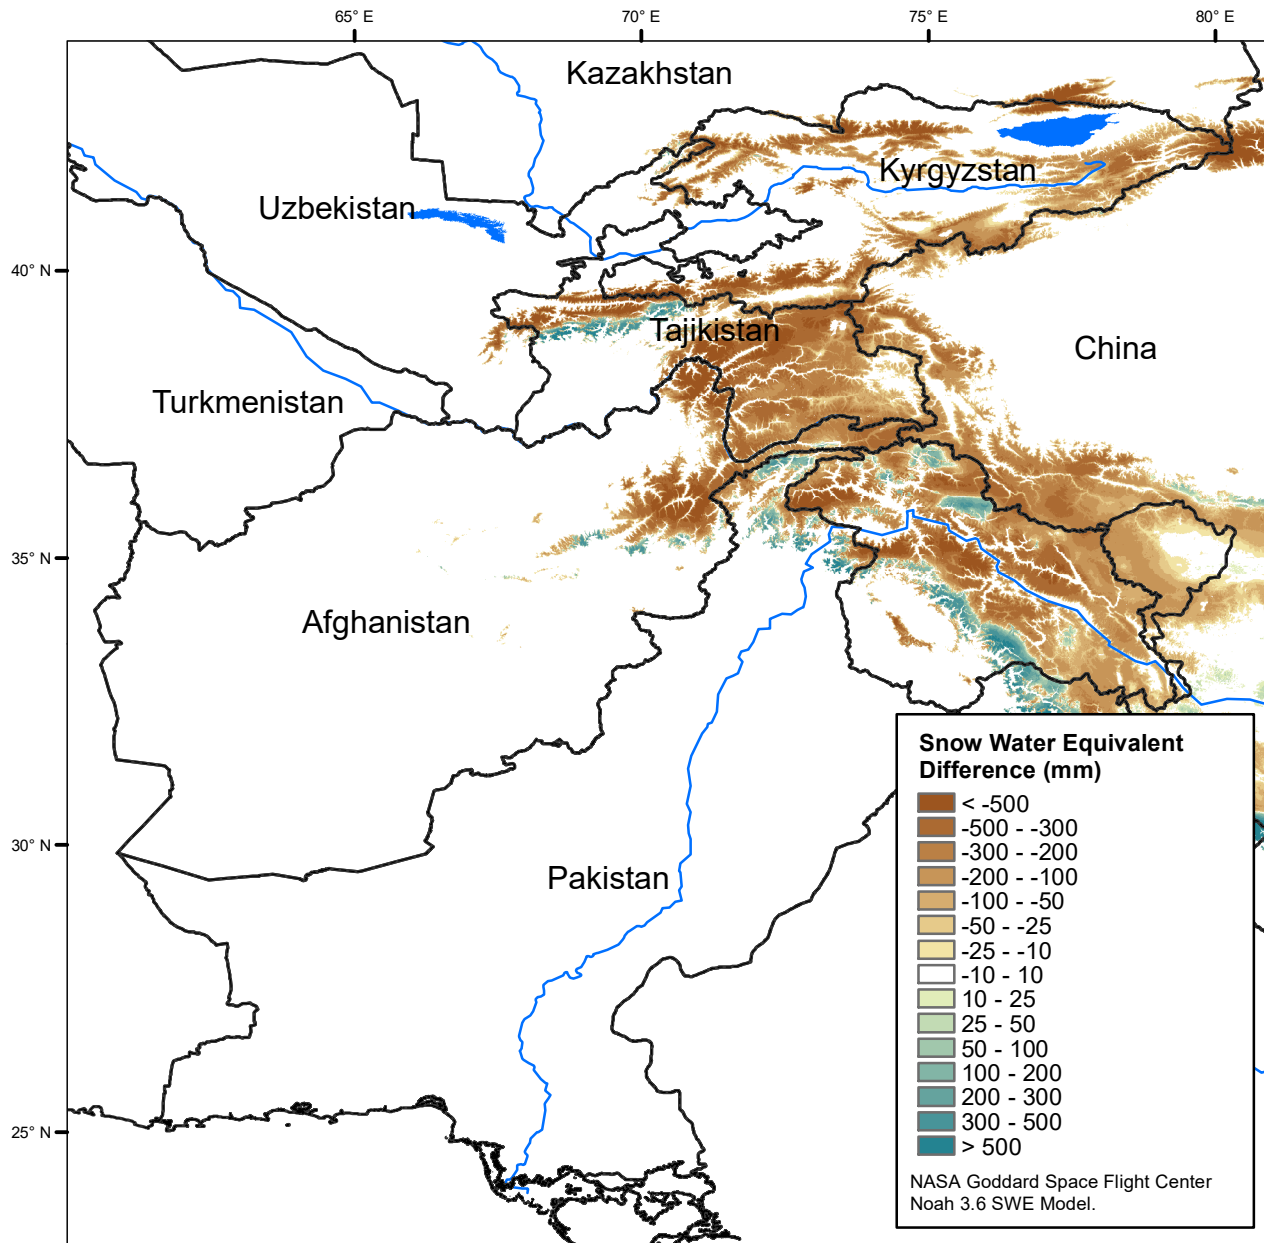 65° E
70° E
75° E
80° E
Kazakhstan
Kyrgyzstan
Uzbekistan
40° N
Tajikistan
China
Turkmenistan
35° N
Afghanistan
30° N
Pakistan
25° N
Snow Water Equivalent
Difference (mm)
< -500
-500 - -300
-300 - -200
-200 - -100
-100 - -50
-50 - -25
-25 - -10
-10 - 10
10 - 25
25 - 50
50 - 100
100 - 200
200 - 300
300 - 500
> 500
NASA Goddard Space Flight Center
Noah 3.6 SWE Model.